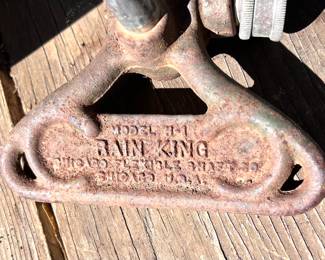 MODEL H-1
RAIN KING
CHICAGO FLEXIBLE SHAFT CO.
CHICAGO U.S.A.